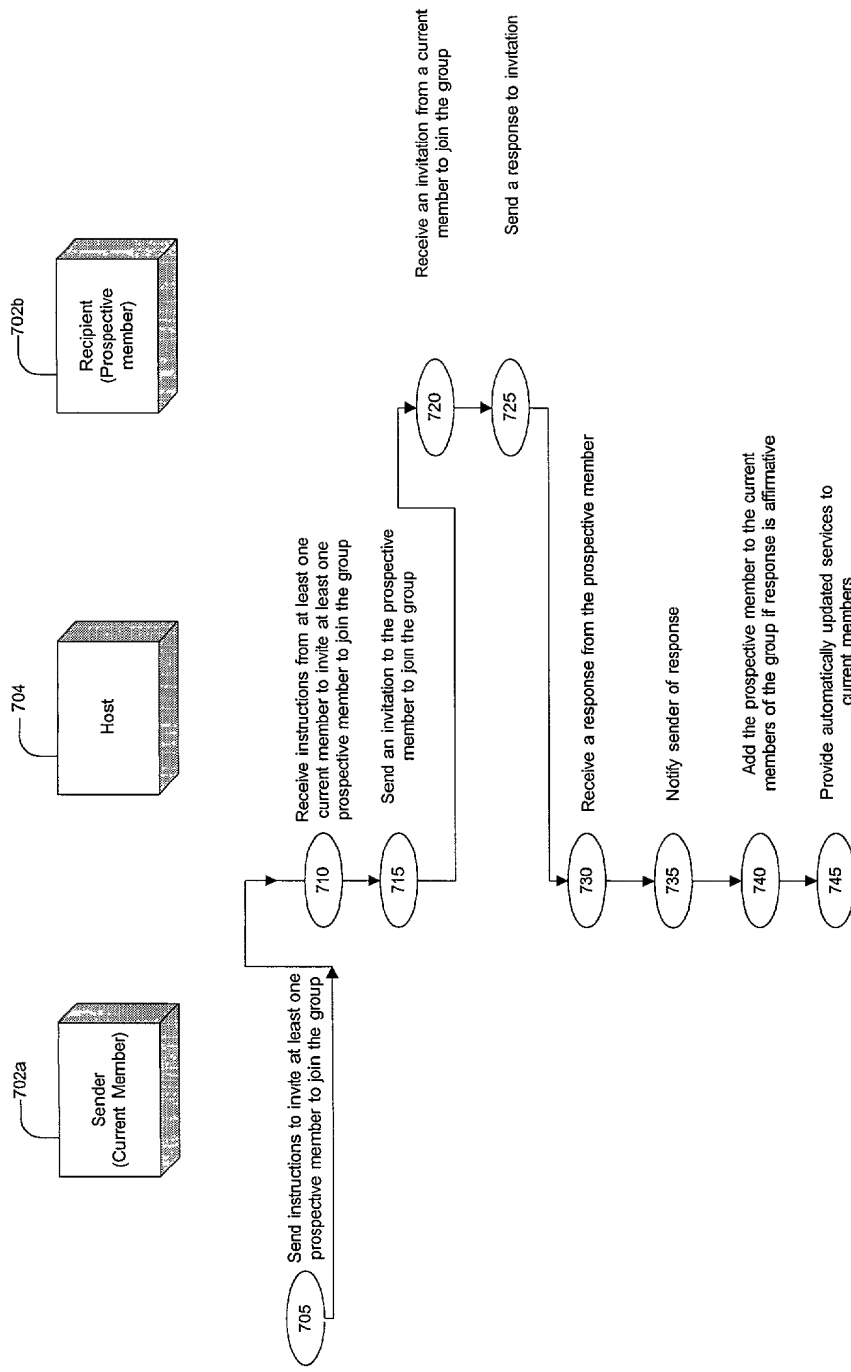 702a
Sender
(Current Member)
704
Host
702b
Recipient
(Prospective
member)
705
Send instructions to invite at least one
prospective member to join the group
710
Receive instructions from at least one
current member to invite at least one
prospective member to join the group
715
Send an invitation to the prospective
member to join the group
720
Receive an invitation from a current
member to join the group
725
Send a response to invitation
730
Receive a response from the prospective member
735
Notify sender of response
740
Add the prospective member to the current
members of the group if response is affirmative
745
Provide automatically updated services to
current members